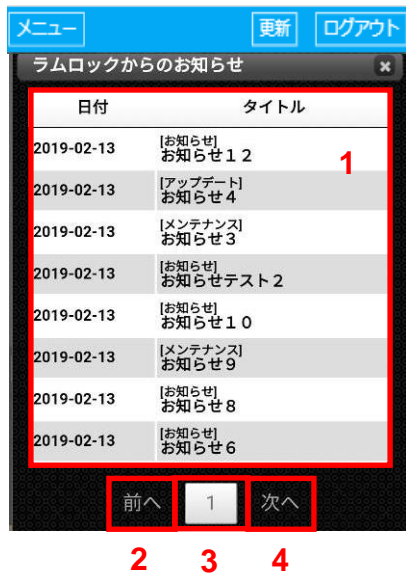 メニュー 更新 ログアウト
ラムロックからのお知らせ
日付 タイトル
2019-02-13 [お知らせ]
お知らせ１２
2019-02-13 [アップデート]
お知らせ４
2019-02-13 [メンテナンス]
お知らせ３
2019-02-13 [お知らせ]
お知らせテスト２
2019-02-13 [お知らせ]
お知らせ１０
2019-02-13 [メンテナンス]
お知らせ９
2019-02-13 [お知らせ]
お知らせ８
2019-02-13 [お知らせ]
お知らせ６
1
前へ 1 次へ
2 3 4